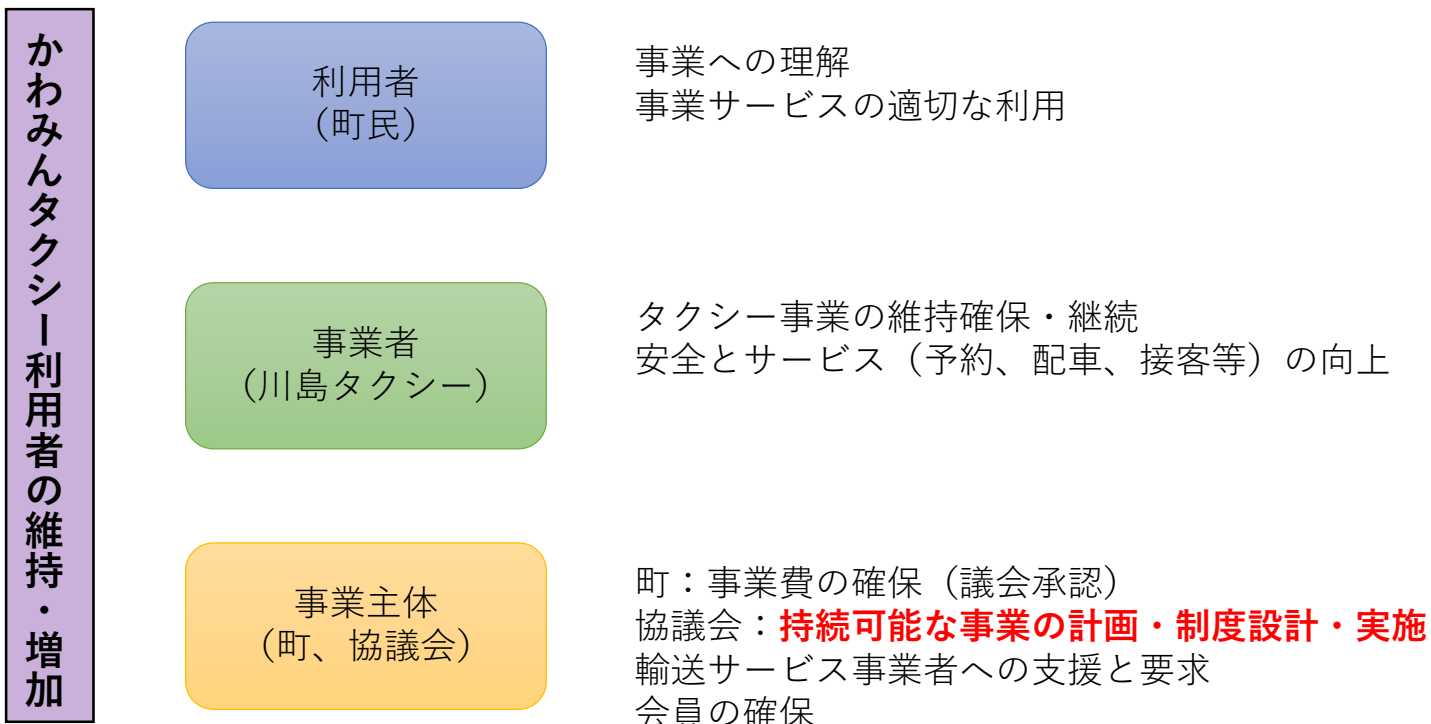 かわみんタクシー利用者の維持・増加
利用者
（町民）
事業への理解
事業サービスの適切な利用
事業者
（川島タクシー）
タクシー事業の維持確保・継続
安全とサービス（予約、配車、接客等）の向上
事業主体
（町、協議会）
町：事業費の確保（議会承認）
協議会：持続可能な事業の計画・制度設計・実施
輸送サービス事業者への支援と要求
会員の確保